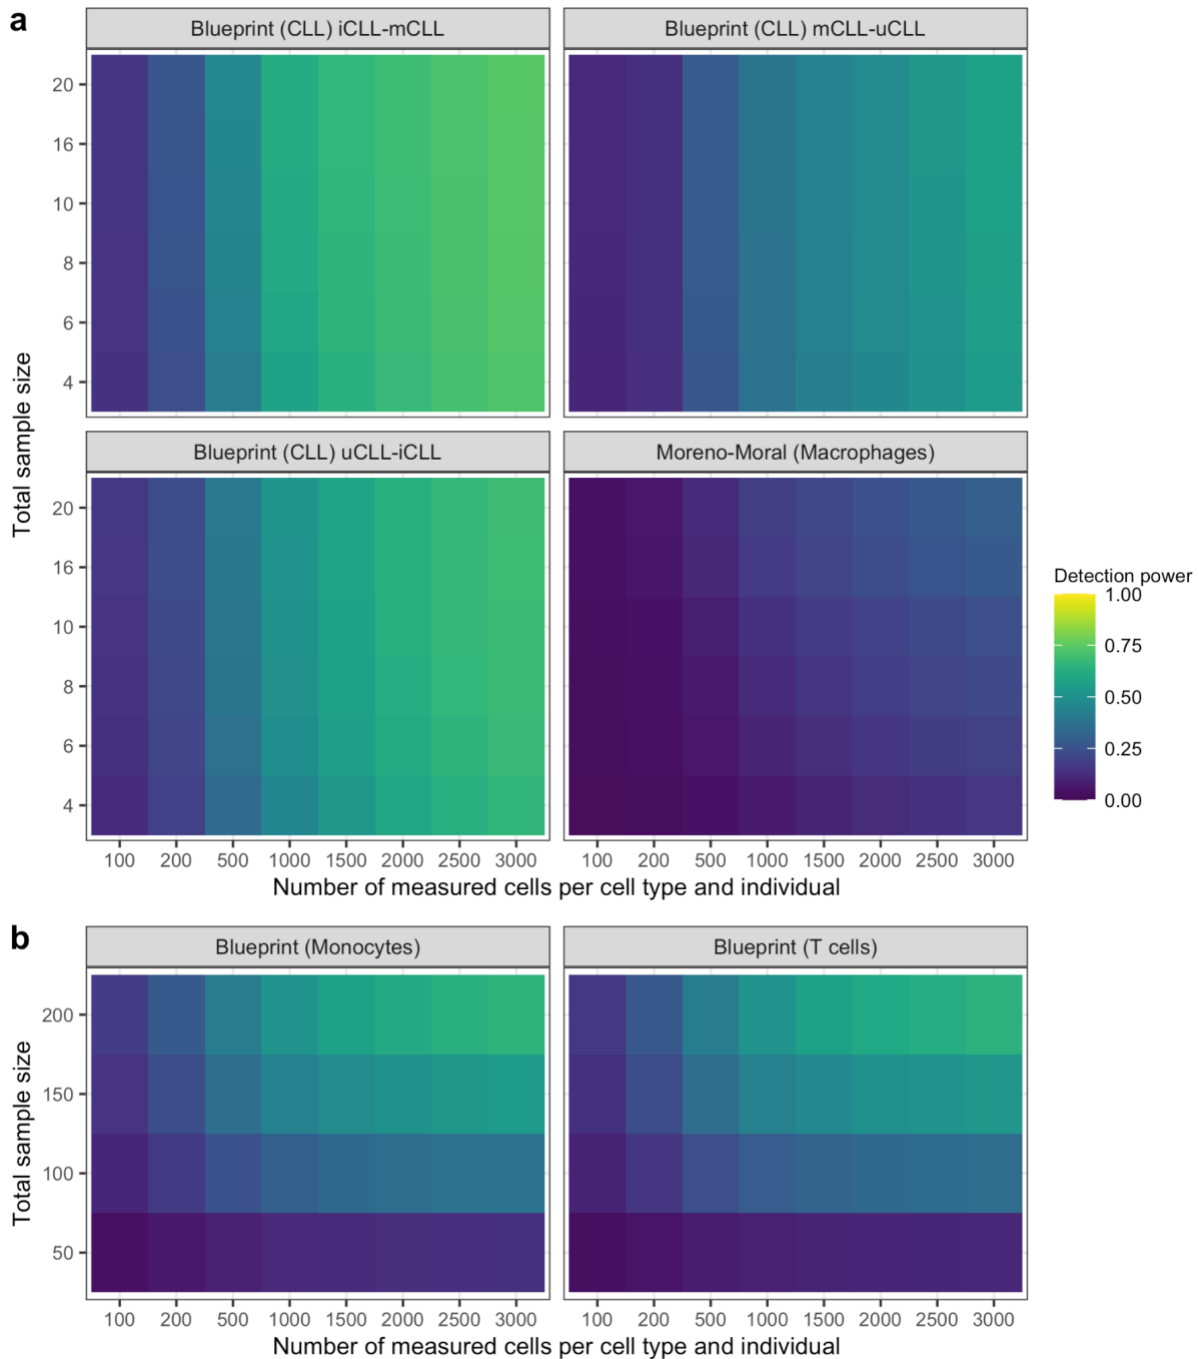 a
Blueprint (CLL) iCLL-mCLL
Blueprint (CLL) mCLL-uCLL
20
16
10
8
6
4
Blueprint (CLL) uCLL-iCLL
Moreno-Moral (Macrophages)
20
16
10
8
6
4
Total sample size
100 200 500 1000 1500 2000 2500 3000
100 200 500 1000 1500 2000 2500 3000
Number of measured cells per cell type and individual
Detection power
1.00
0.75
0.50
0.25
0.00
b
Blueprint (Monocytes)
Blueprint (T cells)
200
150
100
50
Total sample size
100 200 500 1000 1500 2000 2500 3000
100 200 500 1000 1500 2000 2500 3000
Number of measured cells per cell type and individual